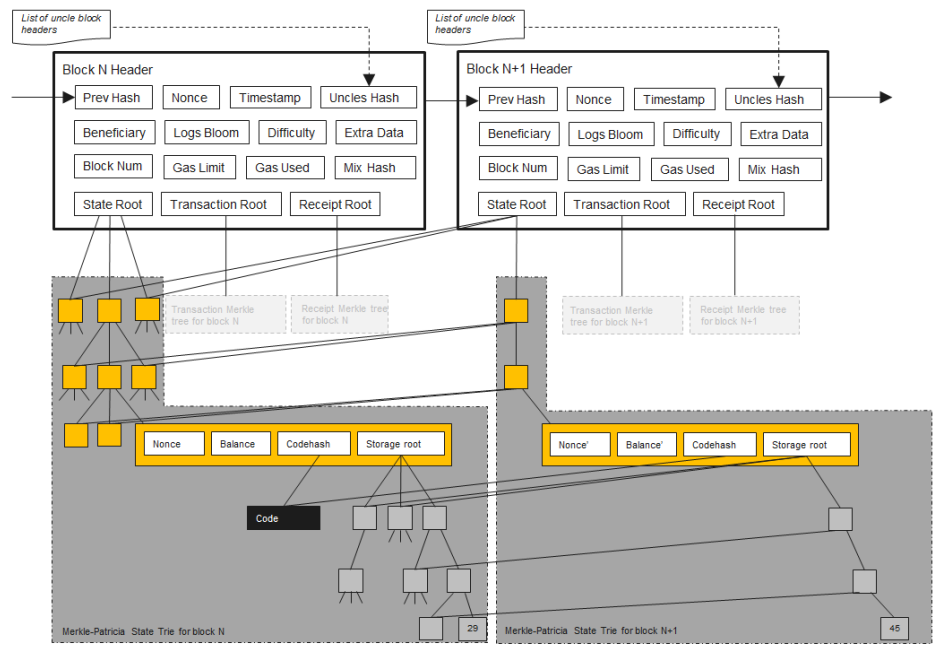 List of uncle block
headers
List of uncle block
headers
Block N Header
Prev Hash
Nonce
Timestamp
Uncles Hash
Beneficiary
Logs Bloom
Difficulty
Extra Data
Block Num
Gas Limit
Gas Used
Mix Hash
State Root
Transaction Root
Receipt Root
Block N+1 Header
Prev Hash
Nonce
Timestamp
Uncles Hash
Beneficiary
Logs Bloom
Difficulty
Extra Data
Block Num
Gas Limit
Gas Used
Mix Hash
State Root
Transaction Root
Receipt Root
Transaction Merkle
tree for block N
Receipt Merkle tree
for block N
Transaction Merkle
tree for block N+1
Receipt Merkle tree
for block N+1
Nonce
Balance
Codehash
Storage root
Nonce'
Balance'
Codehash
Storage root
Code
29
45
Merkle-Patricia State Trie for block N
Merkle-Patricia State Trie for block N+1